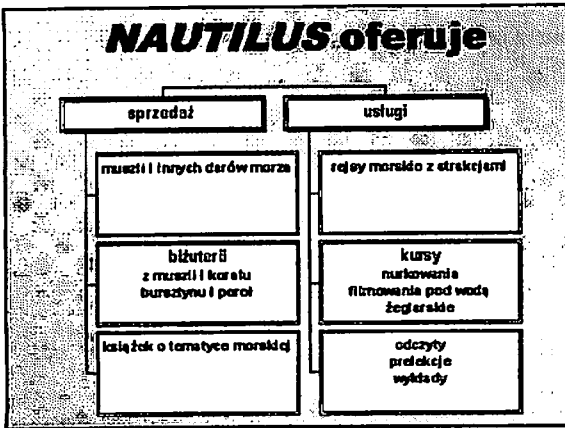 NAUTILUS oferuje
sprzedaż
usługi
muszli i innych darów morza
rejsy morskie z atrakcjami
biżuterii
z muszli i koralu
bursztynu i pereł
kursy
nurkowania
filmowania pod wodą
żeglarskie
książek o tematyce morskiej
odczyty
prelekcje
wykłady